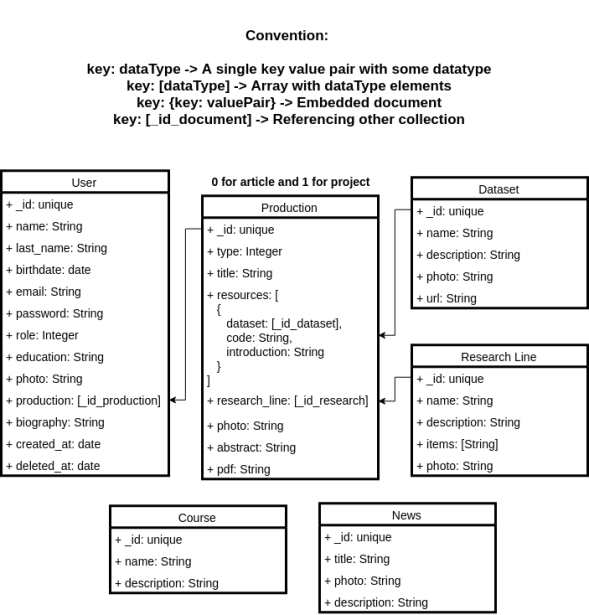 Convention:
key: dataType -> A single key value pair with some datatype
key: [dataType] -> Array with dataType elements
key: {key: valuePair} -> Embedded document
key: [_id_document] -> Referencing other collection
User
+ _id: unique
+ name: String
+ last_name: String
+ birthdate: date
+ email: String
+ password: String
+ role: Integer
+ education: String
+ photo: String
+ production: [_id_production]
+ biography: String
+ created_at: date
+ deleted_at: date
0 for article and 1 for project
Production
+ _id: unique
+ type: Integer
+ title: String
+ resources: [
{
dataset: [_id_dataset],
code: String,
introduction: String
}
]
+ research_line: [_id_research]
+ photo: String
+ abstract: String
+ pdf: String
Dataset
+ _id: unique
+ name: String
+ description: String
+ photo: String
+ url: String
Research Line
+ _id: unique
+ name: String
+ description: String
+ items: [String]
+ photo: String
Course
+ _id: unique
+ name: String
+ description: String
News
+ _id: unique
+ title: String
+ photo: String
+ description: String